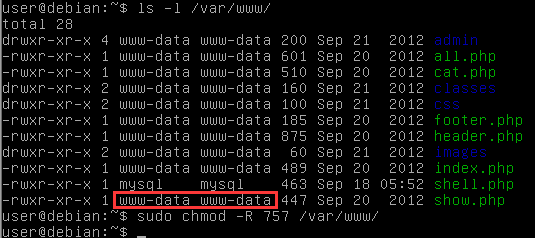 user@debian:~$ ls -l /var/www/
total 28
drwxr-xr-x 4 www-data www-data 200 Sep 21  2012 admin
-rwxr-xr-x 1 www-data www-data 601 Sep 20  2012 all.php
-rwxr-xr-x 1 www-data www-data 510 Sep 20  2012 cat.php
drwxr-xr-x 2 www-data www-data 160 Sep 21  2012 classes
drwxr-xr-x 2 www-data www-data 100 Sep 21  2012 css
-rwxr-xr-x 1 www-data www-data 185 Sep 20  2012 footer.php
-rwxr-xr-x 1 www-data www-data 875 Sep 20  2012 header.php
drwxr-xr-x 2 www-data www-data  60 Sep 21  2012 images
-rwxr-xr-x 1 www-data www-data 489 Sep 20  2012 index.php
-rwxr-xr-x 1 mysql    mysql    463 Sep 18 05:52 shell.php
-rwxr-xr-x 1 www-data www-data 447 Sep 20  2012 show.php
user@debian:~$ sudo chmod -R 757 /var/www/
user@debian:~$ _